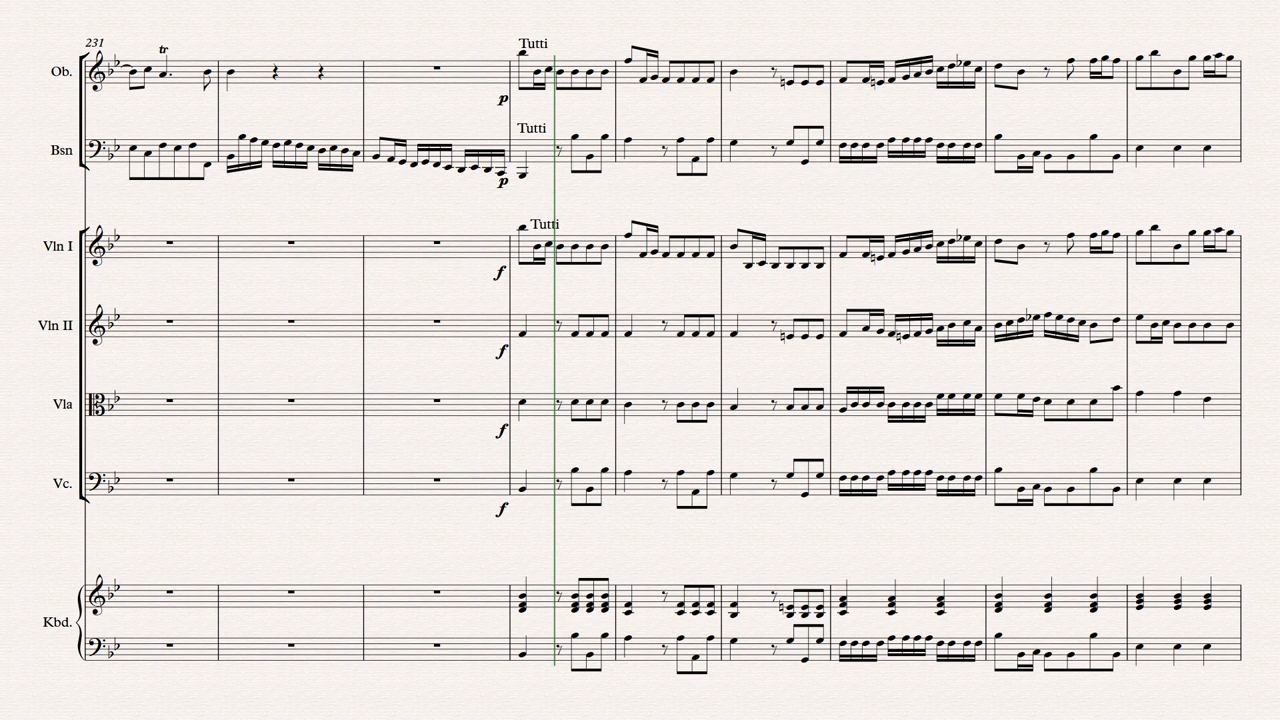 231
tr
Tutti
Ob.
p
Tutti
Bsn
p
Tutti
Vln I
f
Vln II
f
Vla
f
Vc.
f
Kbd.